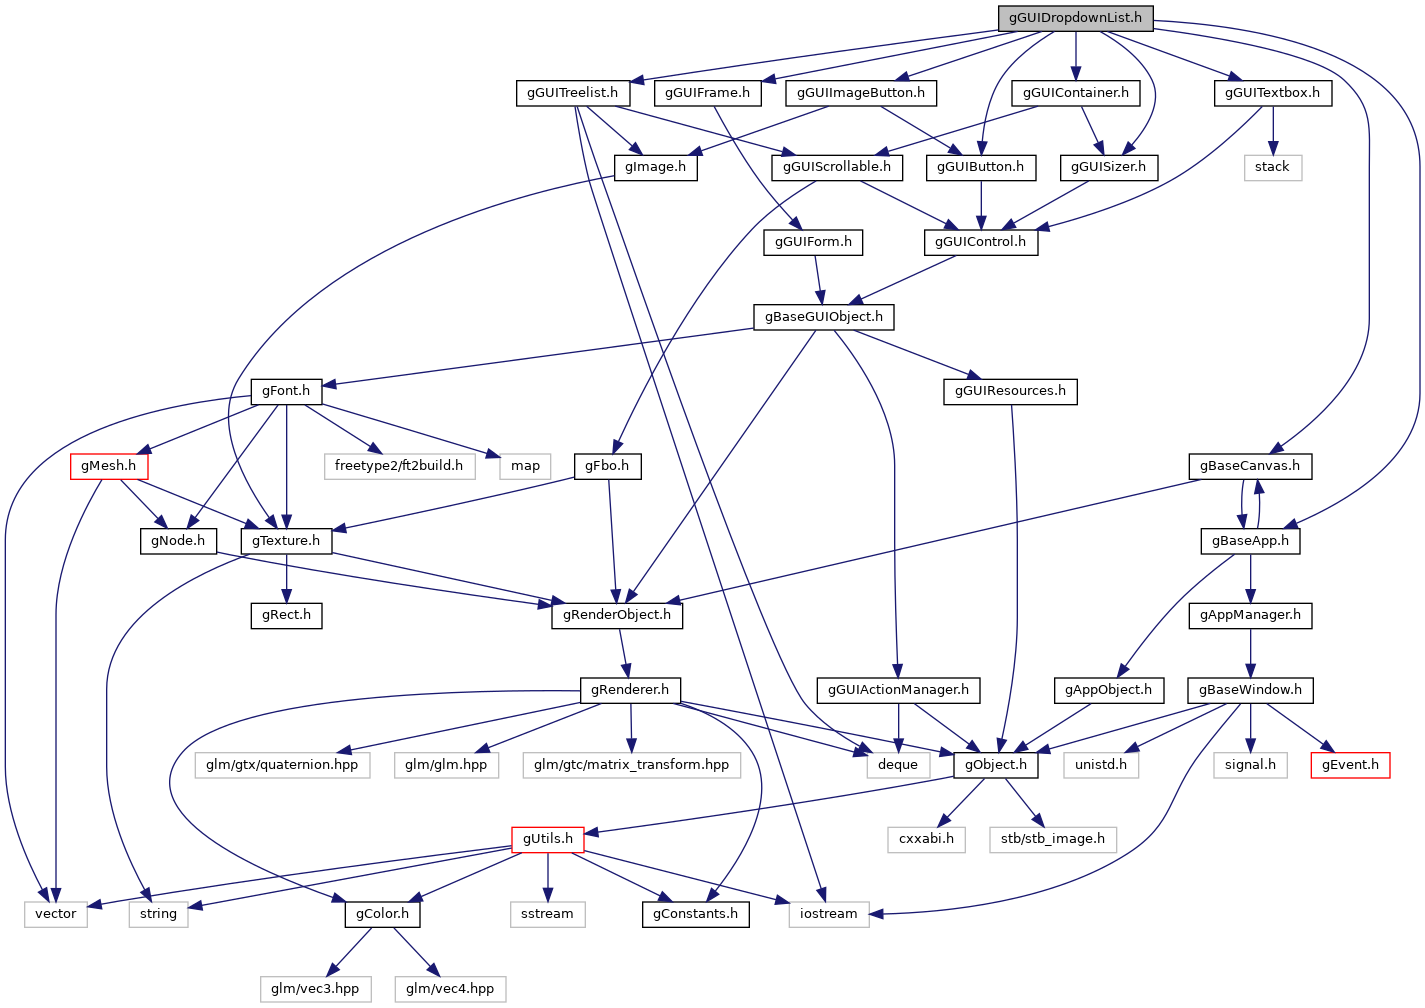 gGUIDropdownList.h
gGUITreelist.h
gGUIFrame.h
gGUIImageButton.h
gGUIContainer.h
gGUITextbox.h
gImage.h
gGUIScrollable.h
gGUIButton.h
gGUISizer.h
stack
gGUIForm.h
gGUIControl.h
gBaseGUIObject.h
gFont.h
gGUIResources.h
gMesh.h
freetype2/ft2build.h
map
gFbo.h
gBaseCanvas.h
gNode.h
gTexture.h
gBaseApp.h
gRect.h
gRenderObject.h
gAppManager.h
gRenderer.h
gGUIActionManager.h
gAppObject.h
gBaseWindow.h
glm/gtx/quaternion.hpp
glm/glm.hpp
glm/gtc/matrix_transform.hpp
deque
gObject.h
unistd.h
signal.h
gEvent.h
gUtils.h
cxxabi.h
stb/stb_image.h
vector
string
gColor.h
sstream
gConstants.h
iostream
glm/vec3.hpp
glm/vec4.hpp